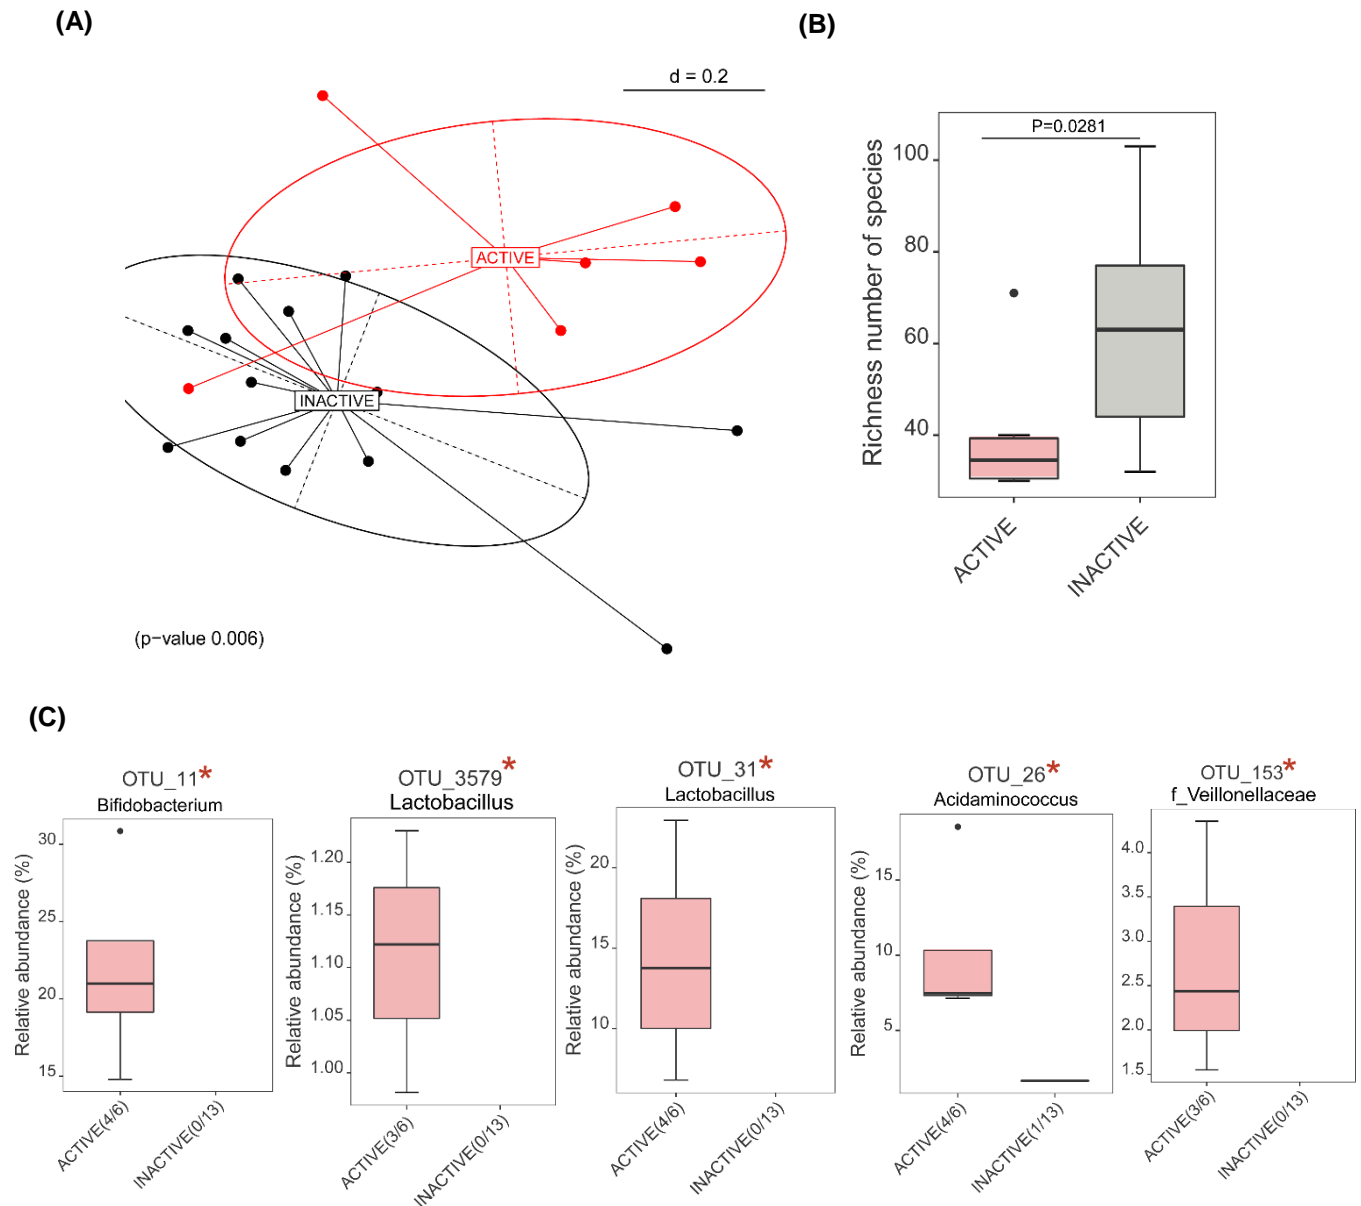 (A)
d = 0.2
ACTIVE
INACTIVE
(p−value 0.006)
(B)
P=0.0281
Richness number of species
100
80
60
40
ACTIVE
INACTIVE
(C)
OTU_11*
Bifidobacterium
Relative abundance (%)
30
25
20
15
ACTIVE(4/6)
INACTIVE(0/13)
OTU_3579*
Lactobacillus
Relative abundance (%)
1.20
1.15
1.10
1.05
1.00
ACTIVE(3/6)
INACTIVE(0/13)
OTU_31*
Lactobacillus
Relative abundance (%)
20
15
10
ACTIVE(4/6)
INACTIVE(0/13)
OTU_26*
Acidaminococcus
Relative abundance (%)
15
10
5
ACTIVE(4/6)
INACTIVE(1/13)
OTU_153*
f_Veillonellaceae
Relative abundance (%)
4.0
3.5
3.0
2.5
2.0
1.5
ACTIVE(3/6)
INACTIVE(0/13)